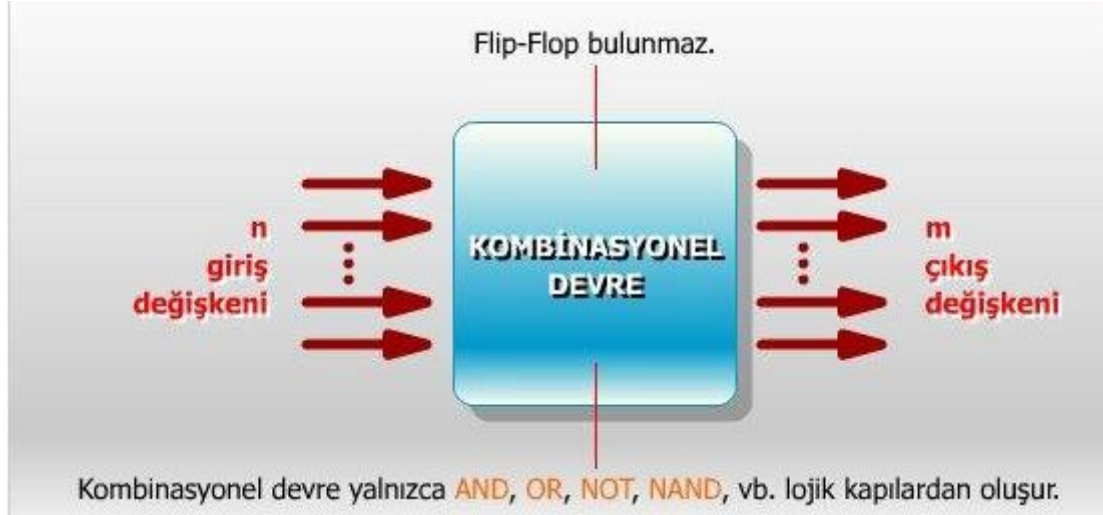 Flip-Flop bulunmaz.
n
giriş
değişkeni
KOMBİNASYONEL
DEVRE
m
çıkış
değişkeni
Kombinasyonel devre yalnızca AND, OR, NOT, NAND, vb. lojik kapılardan oluşur.